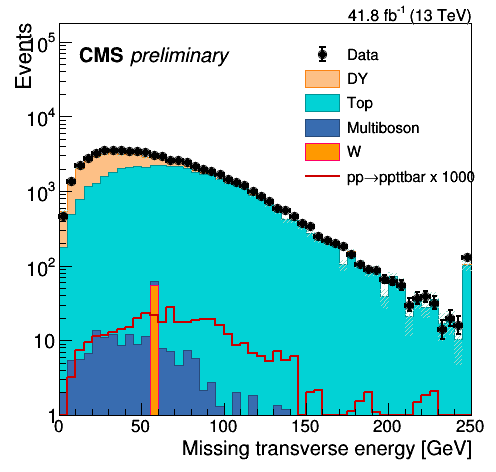 41.8 fb⁻¹ (13 TeV)
Events
CMS preliminary
Data
DY
Top
Multiboson
W
pp→ppttbar x 1000
10⁵
10⁴
10³
10²
10
1
0 50 100 150 200 250
Missing transverse energy [GeV]